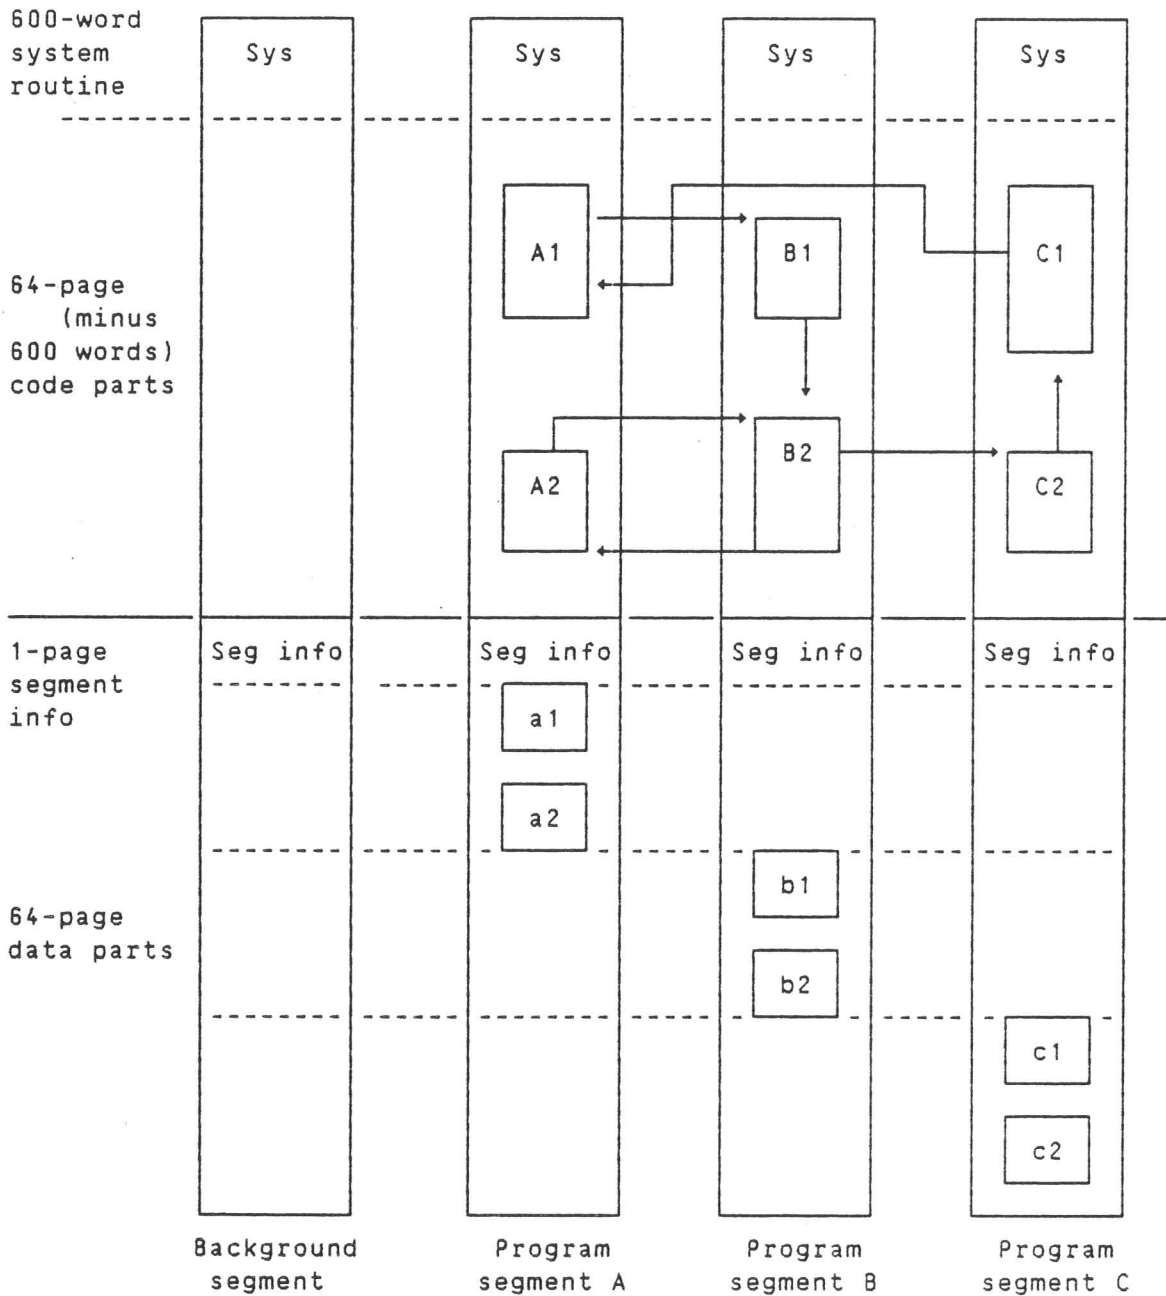 600-word
system
routine
Sys
Sys
Sys
Sys
A1
B1
C1
64-page
(minus
600 words)
code parts
A2
B2
C2
1-page
segment
info
Seg info
Seg info
Seg info
Seg info
a1
a2
b1
64-page
data parts
b2
c1
c2
Background
segment
Program
segment A
Program
segment B
Program
segment C